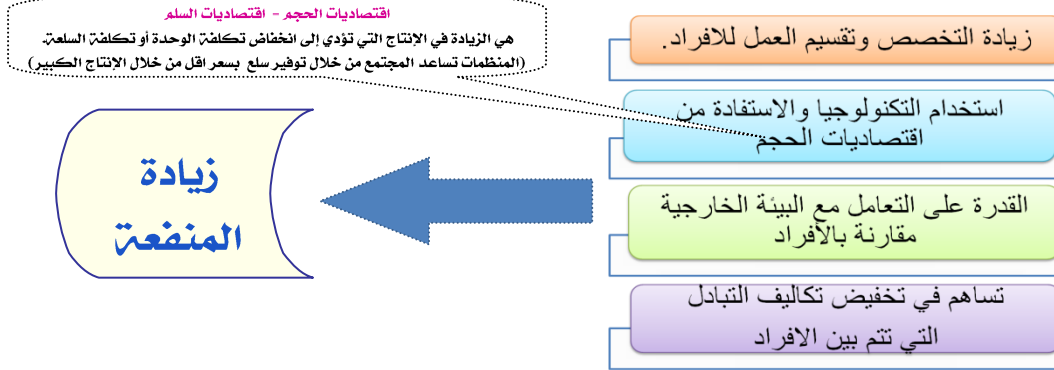 اقتصاديات الحجم - اقتصاديات السلم
هي الزيادة في الإنتاج التي تؤدي إلى انخفاض تكلفة الوحدة أو تكلفة السلعة.
(المنظمات تساعد المجتمع من خلال توفير سلع بسعر اقل من خلال الإنتاج الكبير)
زيادة التخصص وتقسيم العمل للافراد.
استخدام التكنولوجيا والاستفادة من
اقتصاديات الحجم
القدرة على التعامل مع البيئة الخارجية
مقارنة بالأفراد
تساهم في تخفيض تكاليف التبادل
التي تتم بين الافراد
زيادة
المنفعة